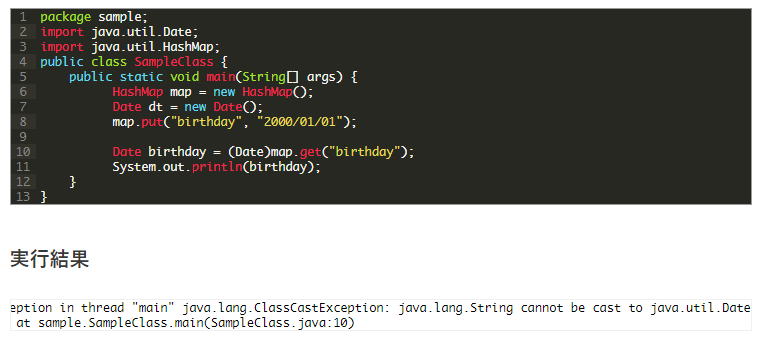 1 package sample;
2 import java.util.Date;
3 import java.util.HashMap;
4 public class SampleClass {
5 public static void main(String[] args) {
6 HashMap map = new HashMap();
7 Date dt = new Date();
8 map.put("birthday", "2000/01/01");
9
10 Date birthday = (Date)map.get("birthday");
11 System.out.println(birthday);
12 }
13 }
実行結果
eption in thread "main" java.lang.ClassCastException: java.lang.String cannot be cast to java.util.Date
at sample.SampleClass.main(SampleClass.java:10)